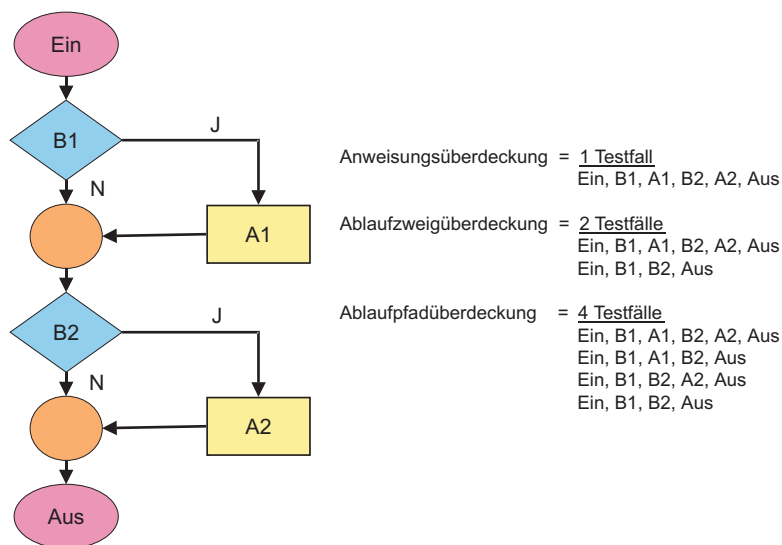 Ein
B1
J
N
A1
B2
J
N
A2
Aus
Anweisungsüberdeckung = 1 Testfall
Ein, B1, A1, B2, A2, Aus
Ablaufzweigüberdeckung = 2 Testfälle
Ein, B1, A1, B2, A2, Aus
Ein, B1, B2, Aus
Ablaufpfadüberdeckung = 4 Testfälle
Ein, B1, A1, B2, A2, Aus
Ein, B1, A1, B2, Aus
Ein, B1, B2, A2, Aus
Ein, B1, B2, Aus